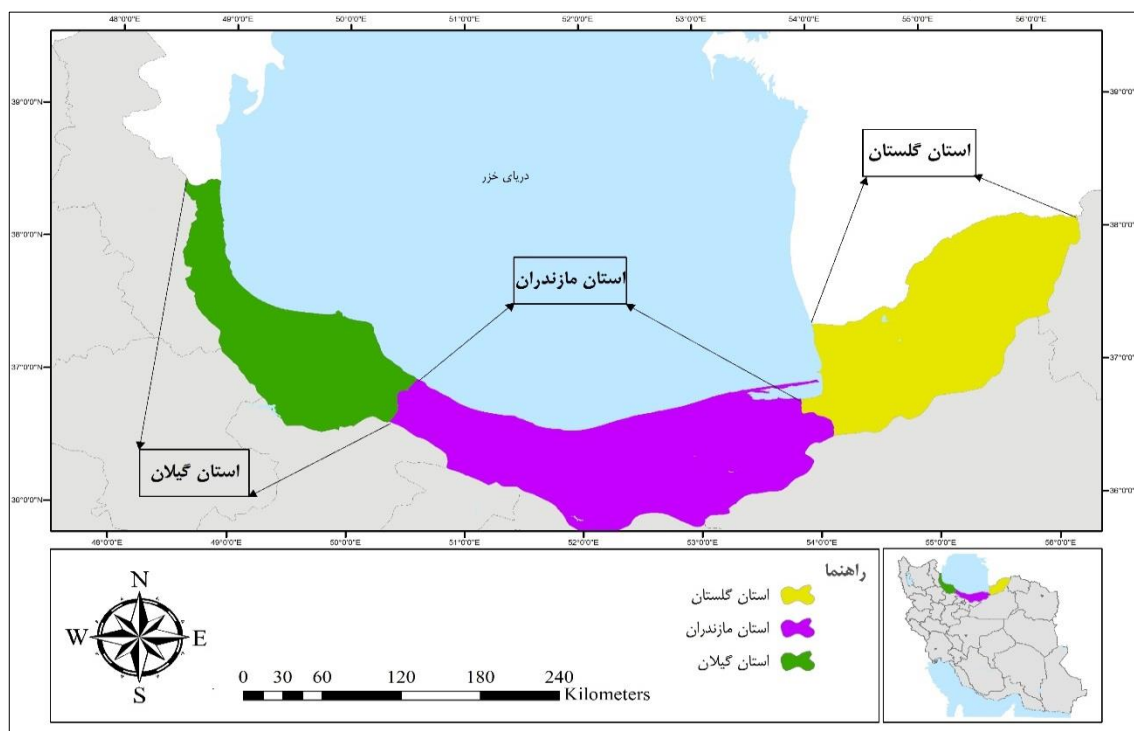 48°0'0"E 49°0'0"E 50°0'0"E 51°0'0"E 52°0'0"E 53°0'0"E 54°0'0"E 55°0'0"E 56°0'0"E
39°0'0"N 39°0'0"N
استان گلستان
دریای خزر
38°0'0"N 38°0'0"N
استان مازندران
37°0'0"N 37°0'0"N
استان گیلان
36°0'0"N 36°0'0"N
48°0'0"E 49°0'0"E 50°0'0"E 51°0'0"E 52°0'0"E 53°0'0"E 54°0'0"E 55°0'0"E 56°0'0"E
راهنما
استان گلستان
استان مازندران
استان گیلان
N
W E
S
0 30 60 120 180 240
Kilometers